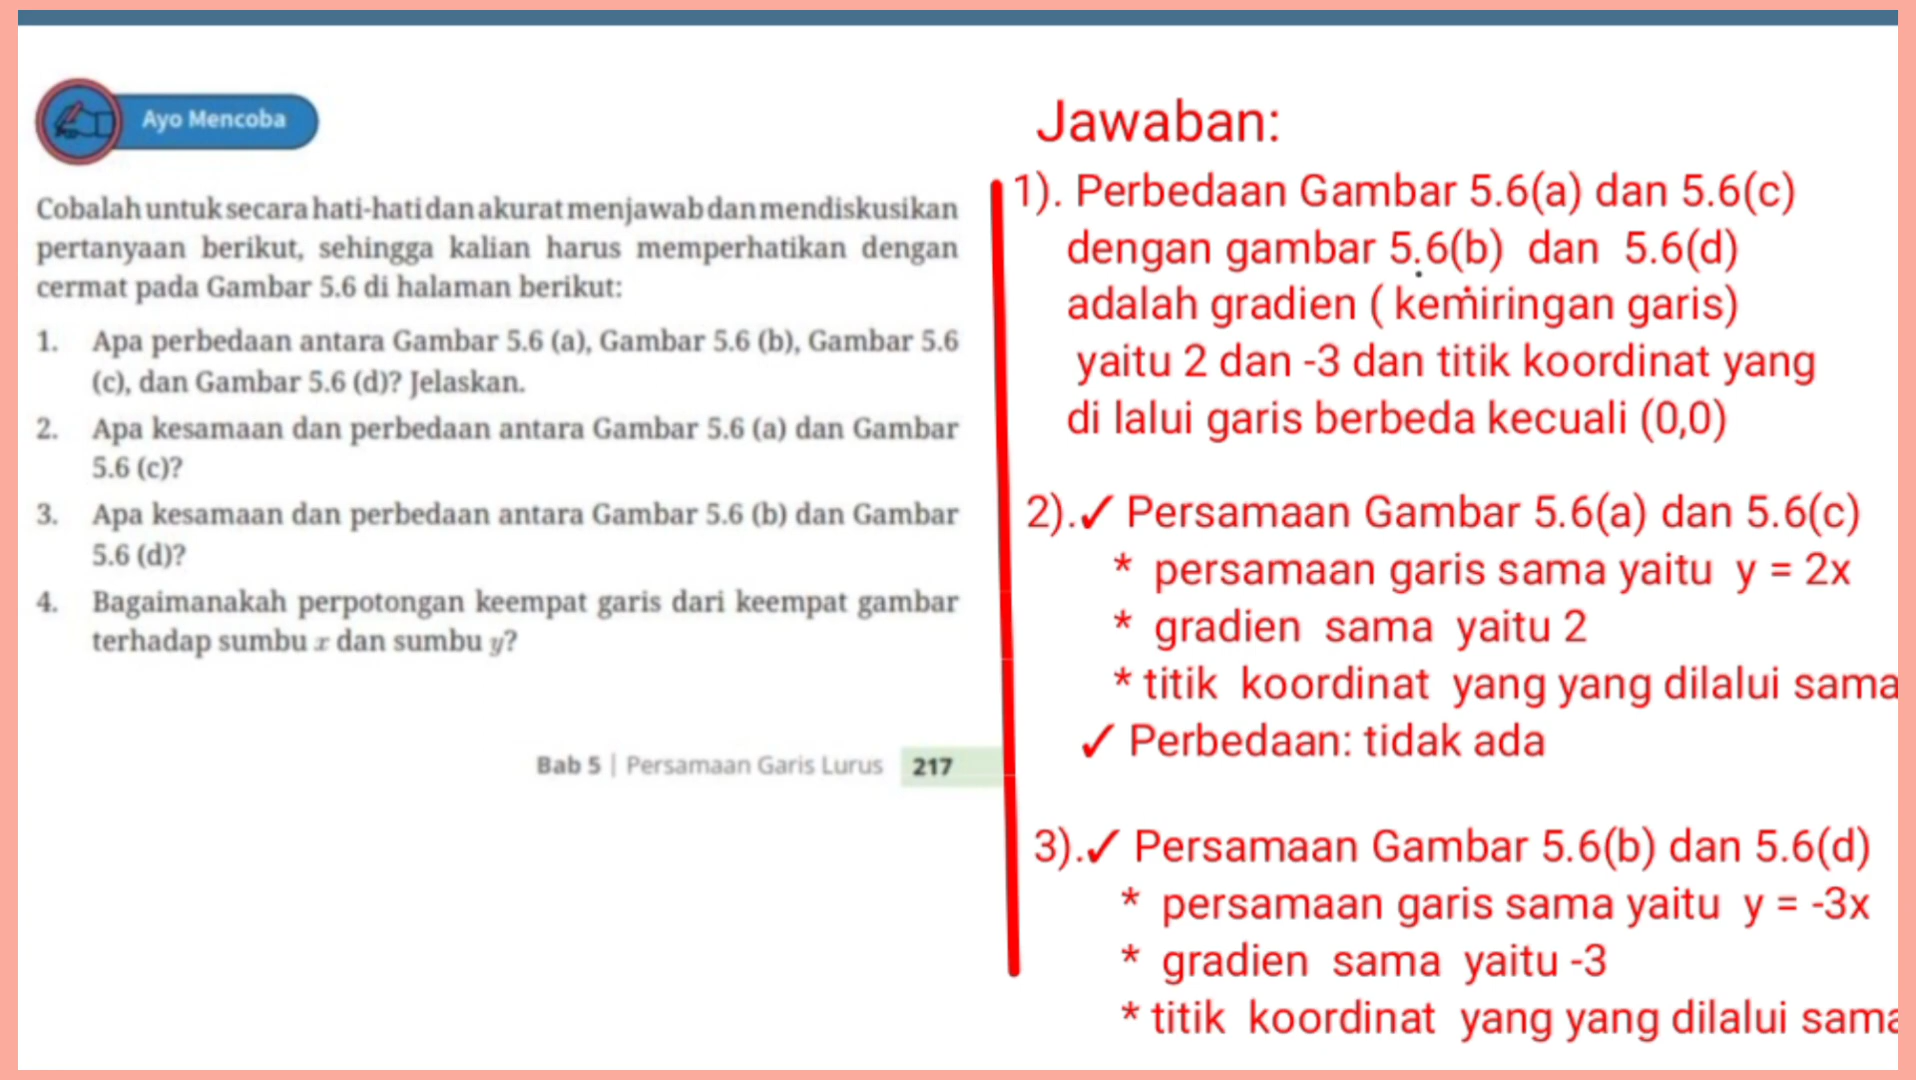 Ayo Mencoba
Cobalah untuk secara hati-hati dan akurat menjawab dan mendiskusikan
pertanyaan berikut, sehingga kalian harus memperhatikan dengan
cermat pada Gambar 5.6 di halaman berikut:
1. Apa perbedaan antara Gambar 5.6 (a), Gambar 5.6 (b), Gambar 5.6
(c), dan Gambar 5.6 (d)? Jelaskan.
2. Apa kesamaan dan perbedaan antara Gambar 5.6 (a) dan Gambar
5.6 (c)?
3. Apa kesamaan dan perbedaan antara Gambar 5.6 (b) dan Gambar
5.6 (d)?
4. Bagaimanakah perpotongan keempat garis dari keempat gambar
terhadap sumbu x dan sumbu y?
Bab 5 | Persamaan Garis Lurus 217
Jawaban:
1). Perbedaan Gambar 5.6(a) dan 5.6(c)
dengan gambar 5.6(b) dan 5.6(d)
adalah gradien ( kemiringan garis)
yaitu 2 dan -3 dan titik koordinat yang
di lalui garis berbeda kecuali (0,0)
2).✓ Persamaan Gambar 5.6(a) dan 5.6(c)
* persamaan garis sama yaitu y = 2x
* gradien sama yaitu 2
* titik koordinat yang yang dilalui sama
✓ Perbedaan: tidak ada
3).✓ Persamaan Gambar 5.6(b) dan 5.6(d)
* persamaan garis sama yaitu y = -3x
* gradien sama yaitu -3
* titik koordinat yang yang dilalui sama